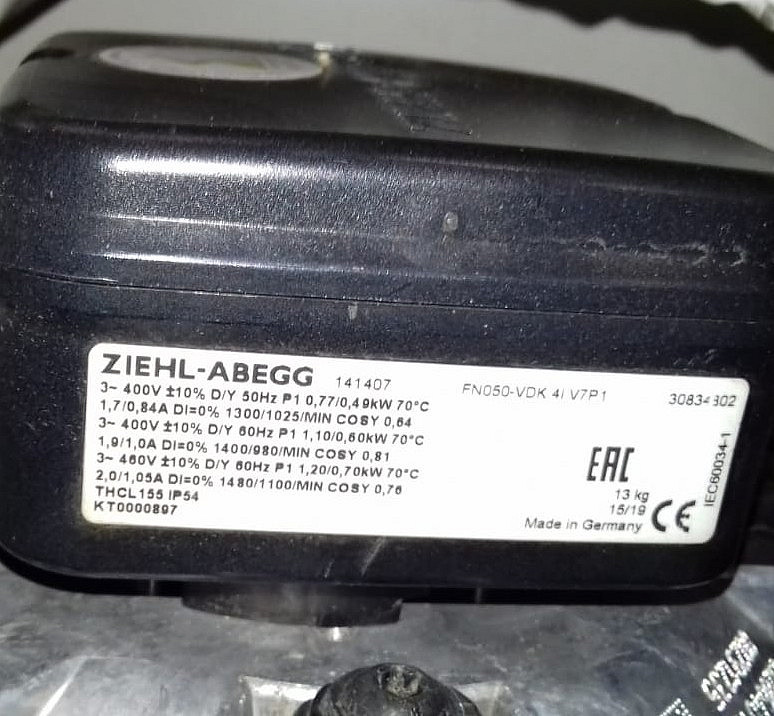 ZIEHL-ABEGG 141407 FN050-VDK 4I V7P1
3~ 400V ±10% D/Y 50Hz P1 0,77/0,49kW 70°C
1,7/0,84A DI=0% 1300/1025/MIN COSY 0,64
3~ 400V ±10% D/Y 60Hz P1 1,10/0,60kW 70°C
1,9/1,0A DI=0% 1400/980/MIN COSY 0,81
3~ 460V ±10% D/Y 60Hz P1 1,20/0,70kW 70°C
2,0/1,05A DI=0% 1480/1100/MIN COSY 0,76
THCL155 IP54
KT0000897
EAC
13 kg
15/19
Made in Germany CE
IEC60034-1